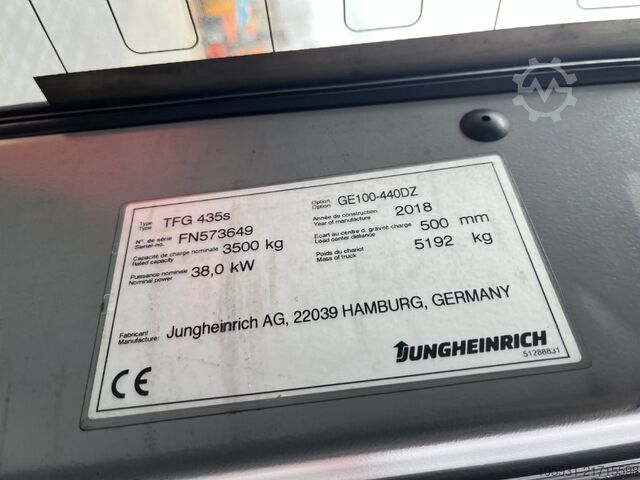 Type
Type TFG 435s Option
Option GE100-440DZ
N°. de série
Serial-no. FN573649 Année de construction
Year of manufacture 2018
Capacité de charge nominale
Rated capacity 3500 kg Ecart au centre d. gravité charge
Load center distance 500 mm
Puissance nominale
Nominal power 38,0 kW Poids du chariot
Mass of truck 5192 kg
Fabricant
Manufacture: Jungheinrich AG, 22039 HAMBURG, GERMANY
JUNGHEINRICH
51288831
CE